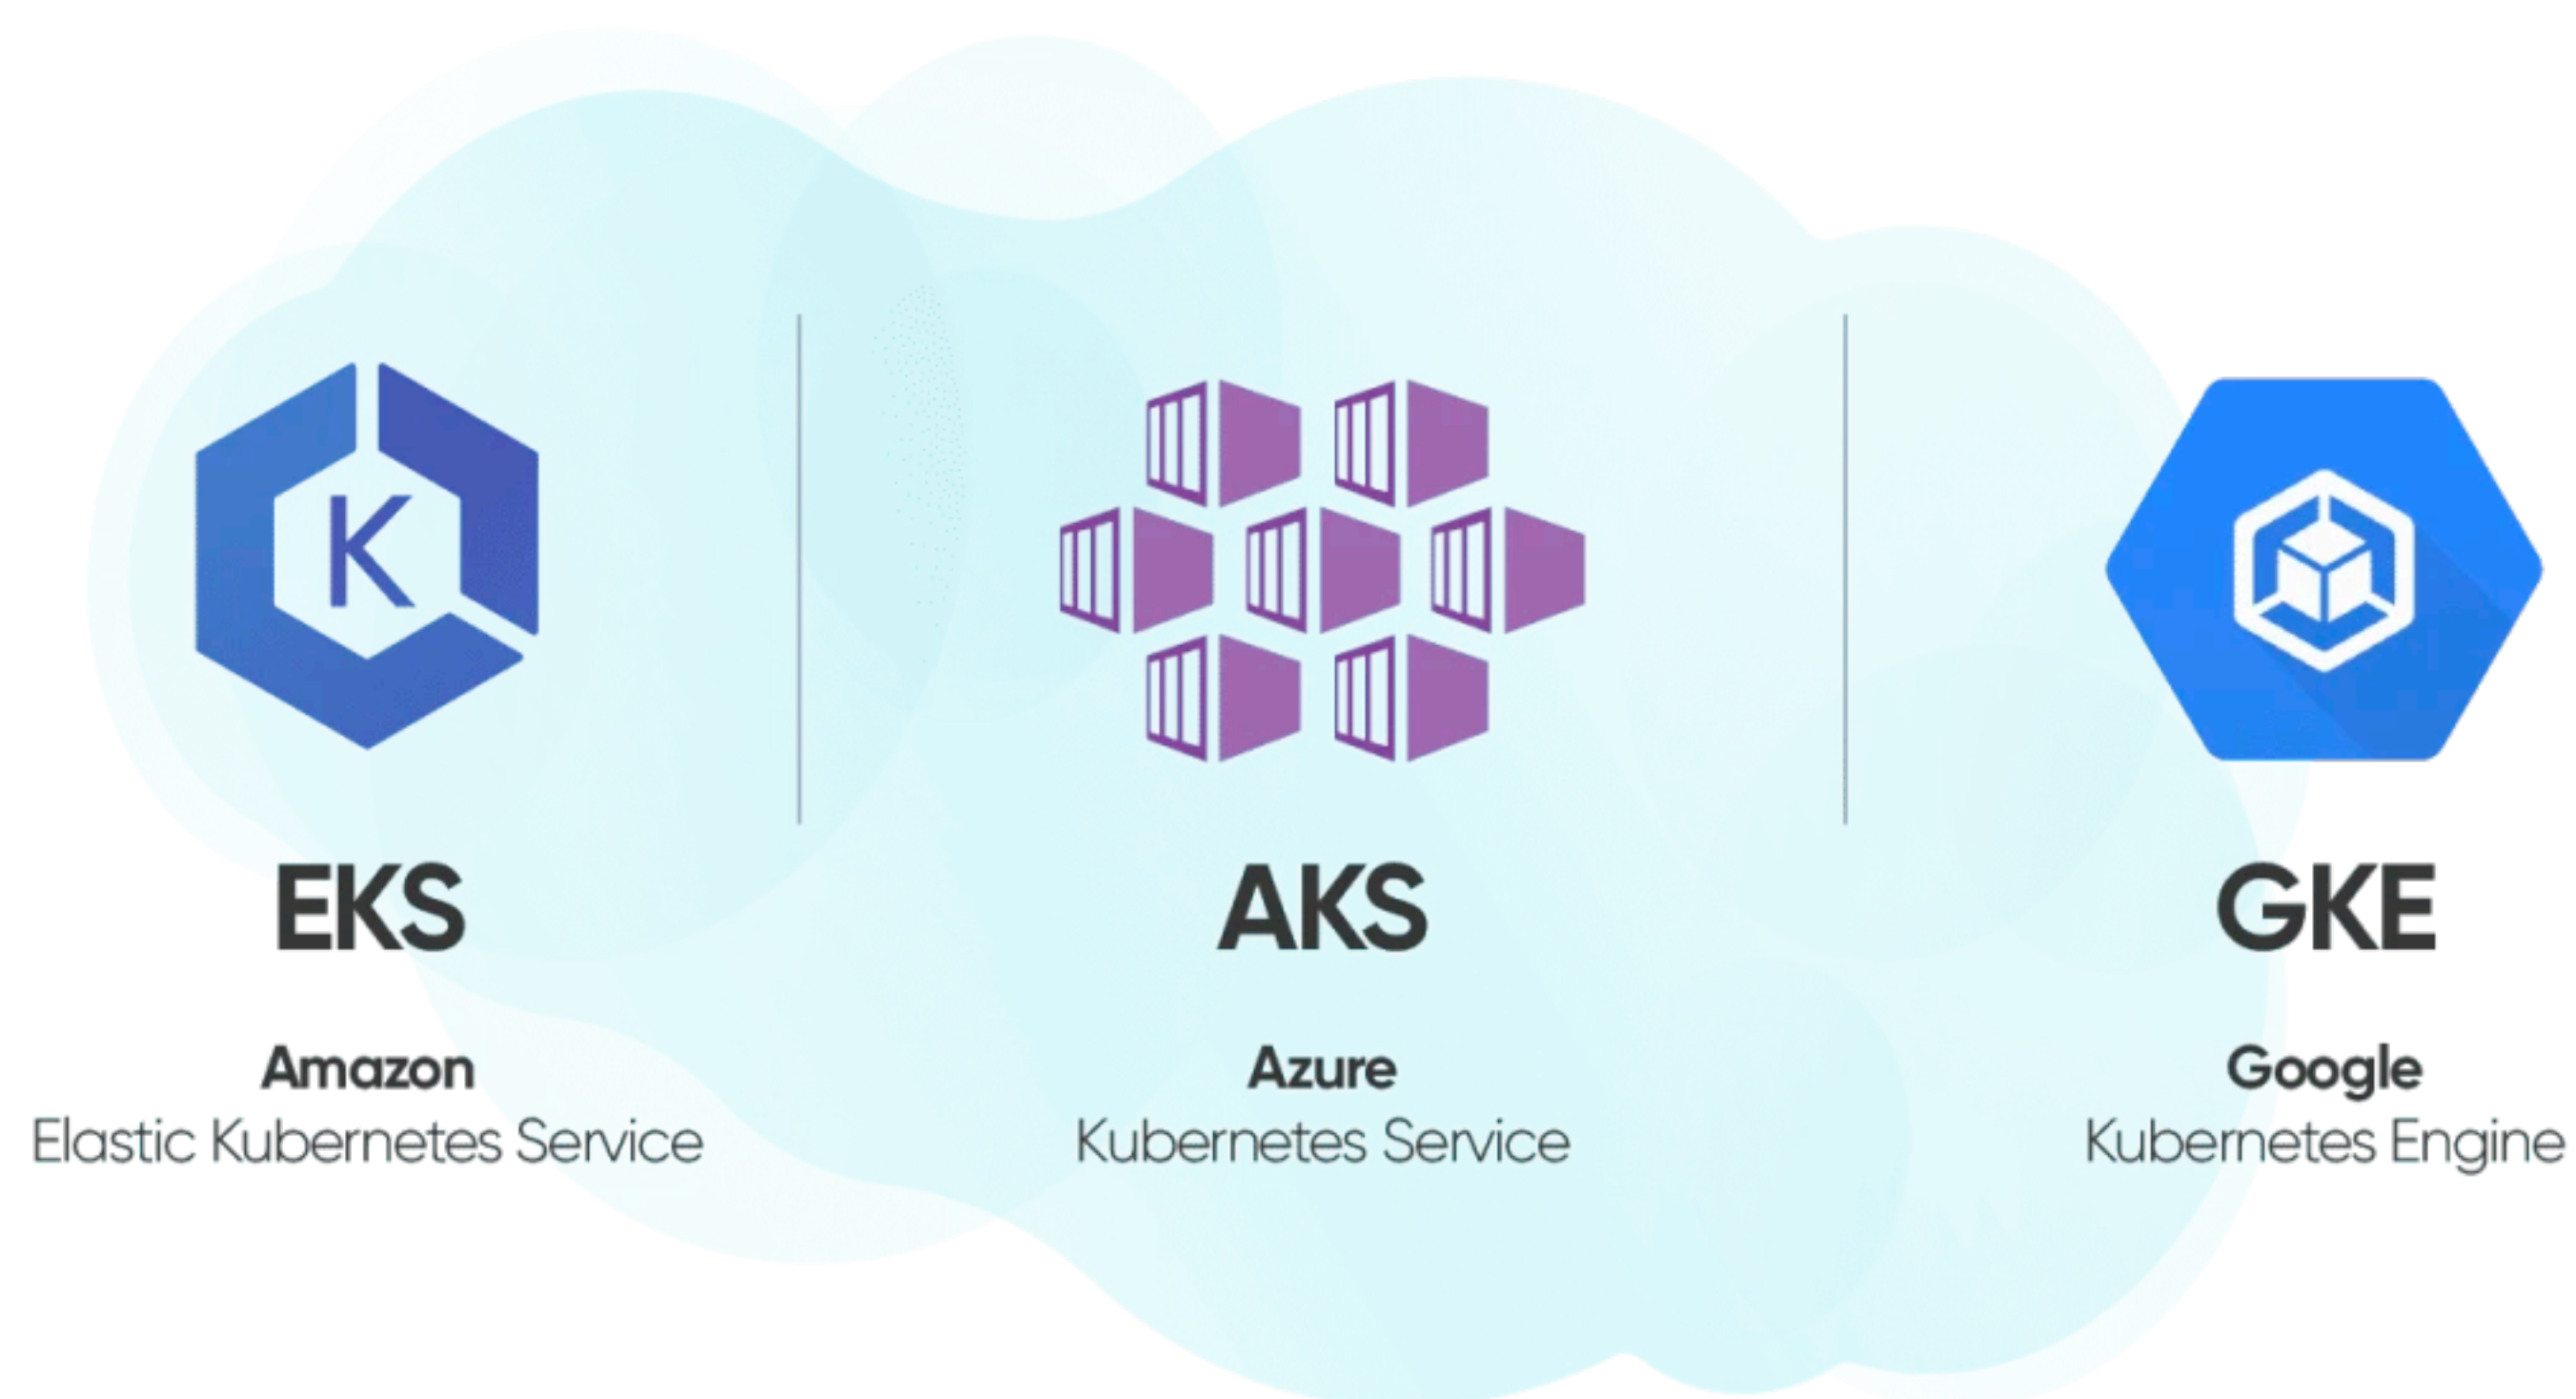 K
EKS
Amazon
Elastic Kubernetes Service
AKS
Azure
Kubernetes Service
GKE
Google
Kubernetes Engine